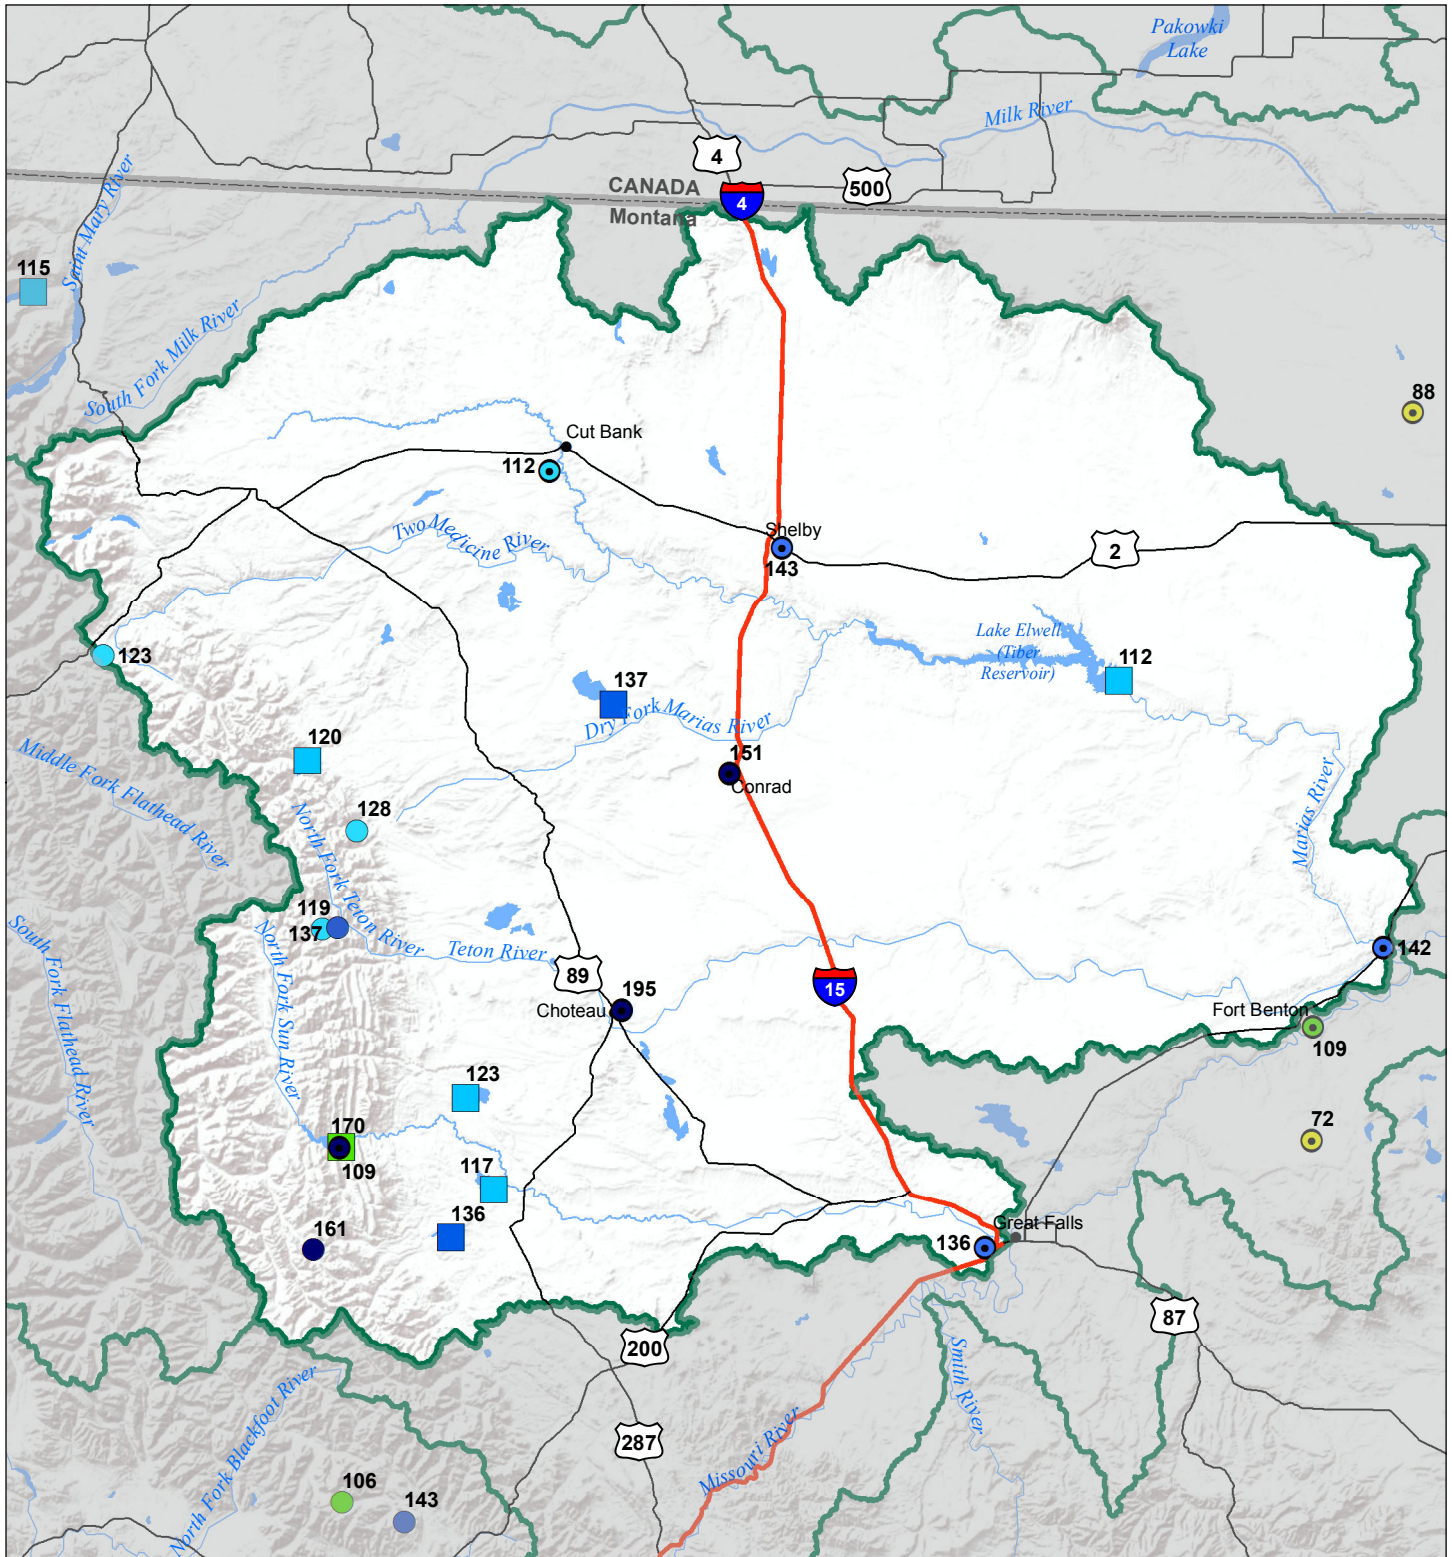 Pakowki
Lake
Milk River
4
CANADA
500
4
Montana
Saint Mary River
115
South Fork Milk River
88
Cut Bank
112
Two Medicine River
Shelby
143
2
Lake Elwell
(Tiber
Reservoir)
112
123
137
Dry Fork Marias River
120
151
Conrad
Middle Fork Flathead River
128
North Fork Teton River
Marias River
119
137
South Fork Flathead River
North Fork Sun River
Teton River
89
142
15
195
Choteau
Fort Benton
109
123
72
170
109
117
136
161
Great Falls
136
87
200
Smith River
287
Missouri River
North Fork Blackfoot River
106
143